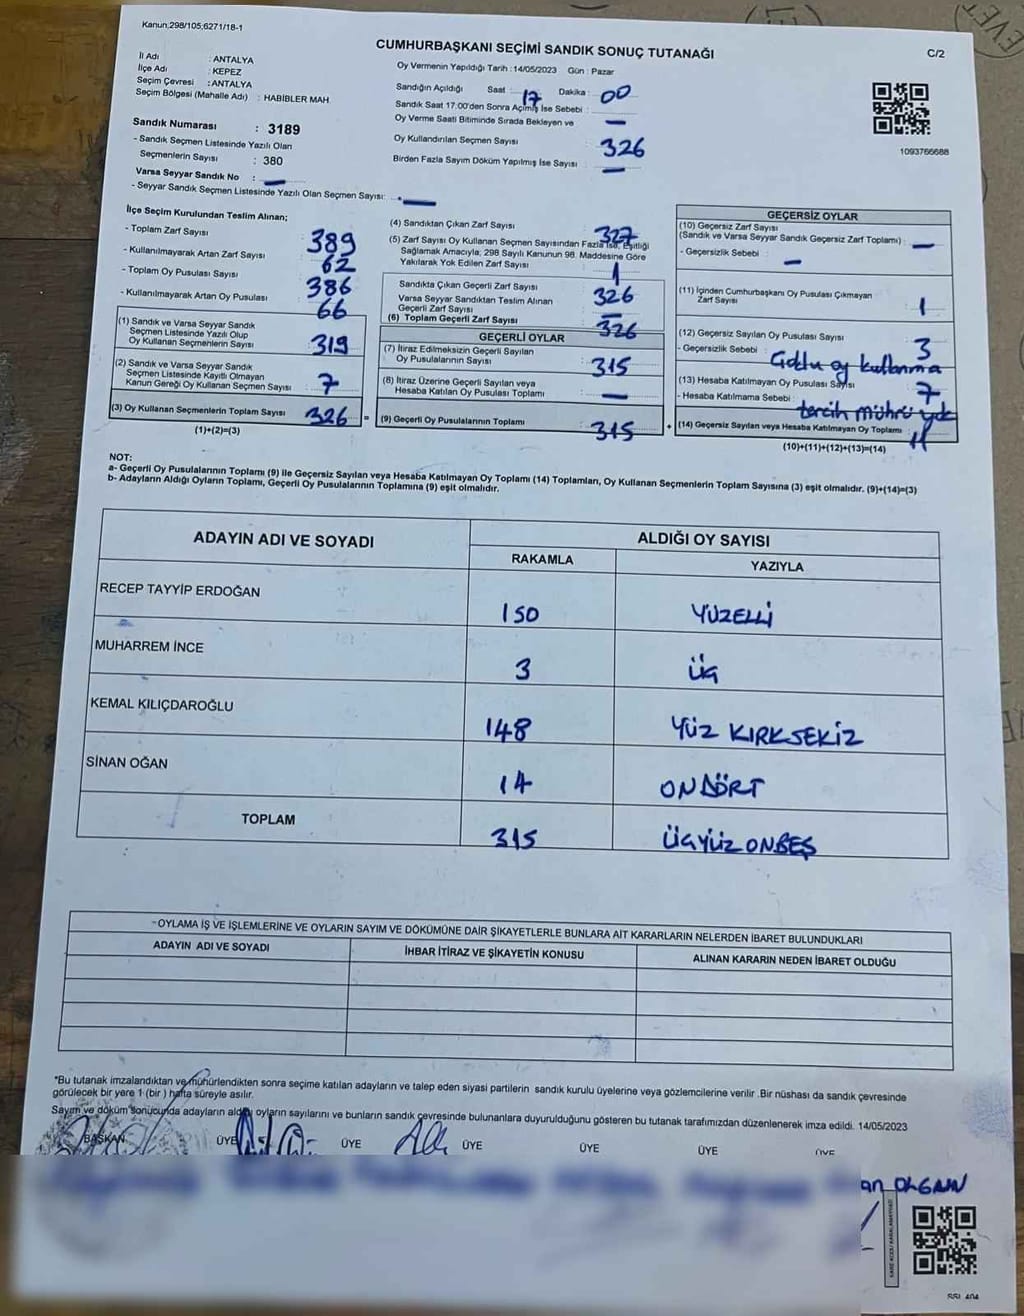 Kanun,298/105,6271/18-1
CUMHURBAŞKANI SEÇİMİ SANDIK SONUÇ TUTANAĞI
C/2
İl Adı : ANTALYA
İlçe Adı : KEPEZ
Seçim Çevresi : ANTALYA
Seçim Bölgesi (Mahalle Adı) : HABİBLER MAH.
Sandık Numarası : 3189
- Sandık Seçmen Listesinde Yazılı Olan
Seçmenlerin Sayısı : 380
Varsa Seyyar Sandık No : —
- Seyyar Sandık Seçmen Listesinde Yazılı Olan Seçmen Sayısı: —
Oy Vermenin Yapıldığı Tarih :14/05/2023 Gün : Pazar
Sandığın Açıldığı Saat : 17 Dakika : 00
Sandık Saat 17:00'den Sonra Açılmış İse Sebebi :
Oy Verme Saati Bitiminde Sırada Bekleyen ve —
Oy Kullandırılan Seçmen Sayısı 326
Birden Fazla Sayım Döküm Yapılmış İse Sayısı —
1093766688
İlçe Seçim Kurulundan Teslim Alınan;
- Toplam Zarf Sayısı 389
- Kullanılmayarak Artan Zarf Sayısı 62
- Toplam Oy Pusulası Sayısı 386
- Kullanılmayarak Artan Oy Pusulası 66
(1) Sandık ve Varsa Seyyar Sandık
Seçmen Listesinde Yazılı Olup
Oy Kullanan Seçmenlerin Sayısı 319
(2) Sandık ve Varsa Seyyar Sandık
Seçmen Listesinde Kayıtlı Olmayan
Kanun Gereği Oy Kullanan Seçmen Sayısı 7
(3) Oy Kullanan Seçmenlerin Toplam Sayısı 326 =
(1)+(2)=(3)
(4) Sandıktan Çıkan Zarf Sayısı 327
(5) Zarf Sayısı Oy Kullanan Seçmen Sayısından Fazla İse, Eşitliği
Sağlamak Amacıyla, 298 Sayılı Kanunun 98. Maddesine Göre
Yakılarak Yok Edilen Zarf Sayısı 1
Sandıkta Çıkan Geçerli Zarf Sayısı : 326
Varsa Seyyar Sandıktan Teslim Alınan
Geçerli Zarf Sayısı : —
(6) Toplam Geçerli Zarf Sayısı 326
GEÇERLİ OYLAR
(7) İtiraz Edilmeksizin Geçerli Sayılan
Oy Pusulalarının Sayısı : 315
(8) İtiraz Üzerine Geçerli Sayılan veya
Hesaba Katılan Oy Pusulası Toplamı : —
(9) Geçerli Oy Pusulalarının Toplamı : 315 +
GEÇERSİZ OYLAR
(10) Geçersiz Zarf Sayısı
(Sandık ve Varsa Seyyar Sandık Geçersiz Zarf Toplamı) : —
- Geçersizlik Sebebi : —
(11) İçinden Cumhurbaşkanı Oy Pusulası Çıkmayan
Zarf Sayısı 1
(12) Geçersiz Sayılan Oy Pusulası Sayısı : 3
- Geçersizlik Sebebi : Çoklu oy kullanma
(13) Hesaba Katılmayan Oy Pusulası Sayısı 7
- Hesaba Katılmama Sebebi : tercih mührü yok
(14) Geçersiz Sayılan veya Hesaba Katılmayan Oy Toplamı : 11
(10)+(11)+(12)+(13)=(14)
NOT:
a- Geçerli Oy Pusulalarının Toplamı (9) ile Geçersiz Sayılan veya Hesaba Katılmayan Oy Toplamı (14) Toplamları, Oy Kullanan Seçmenlerin Toplam Sayısına (3) eşit olmalıdır. (9)+(14)=(3)
b- Adayların Aldığı Oyların Toplamı, Geçerli Oy Pusulalarının Toplamına (9) eşit olmalıdır.
ADAYIN ADI VE SOYADI ALDIĞI OY SAYISI
RAKAMLA YAZIYLA
RECEP TAYYİP ERDOĞAN 150 YÜZELLİ
MUHARREM İNCE 3 ÜÇ
KEMAL KILIÇDAROĞLU 148 YÜZ KIRKSEKİZ
SİNAN OĞAN 14 ONDÖRT
TOPLAM 315 ÜÇYÜZ ONBEŞ
-OYLAMA İŞ VE İŞLEMLERİNE VE OYLARIN SAYIM VE DÖKÜMÜNE DAİR ŞİKAYETLERLE BUNLARA AİT KARARLARIN NELERDEN İBARET BULUNDUKLARI
ADAYIN ADI VE SOYADI İHBAR İTİRAZ VE ŞİKAYETİN KONUSU ALINAN KARARIN NEDEN İBARET OLDUĞU
*Bu tutanak imzalandıktan ve mühürlendikten sonra seçime katılan adayların ve talep eden siyasi partilerin sandık kurulu üyelerine veya gözlemcilerine verilir .Bir nüshası da sandık çevresinde
görülecek bir yere 1 (bir ) hafta süreyle asılır.
Sayım ve döküm sonucunda adayların aldığı oyların sayılarını ve bunların sandık çevresinde bulunanlara duyurulduğunu gösteren bu tutanak tarafımızdan düzenlenerek imza edildi. 14/05/2023
BAŞKAN ÜYE ÜYE ÜYE ÜYE ÜYE ÜYE